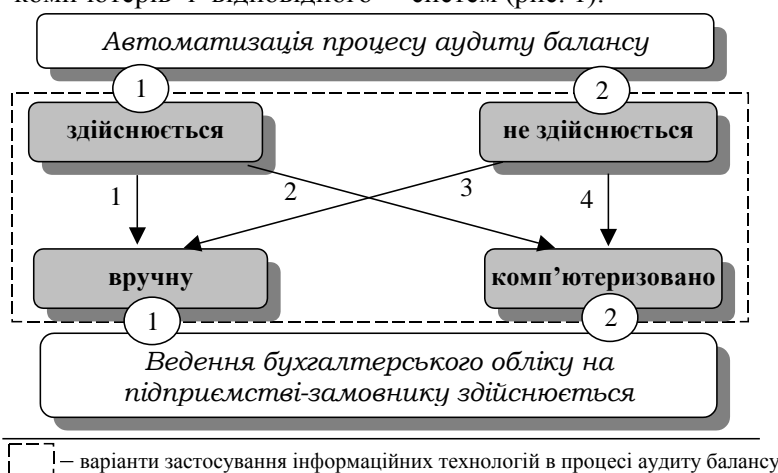 комп'ютерів 4 відповідного систем (рис. 1).
Автоматизація процесу аудиту балансу
1
2
здійснюється
не здійснюється
1
2
3
4
вручну
комп’ютеризовано
1
2
Ведення бухгалтерського обліку на
підприємстві-замовнику здійснюється
– варіанти застосування інформаційних технологій в процесі аудиту балансу